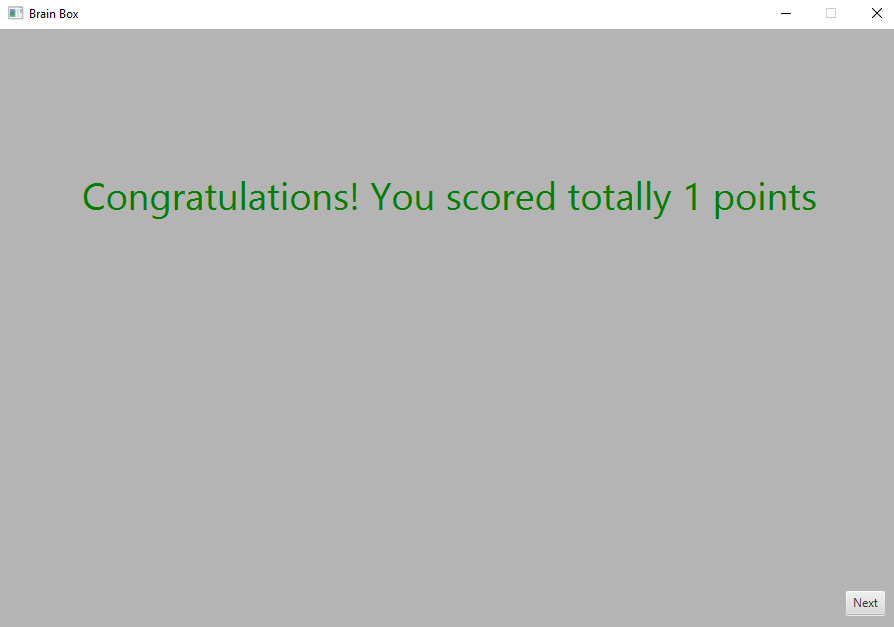 Brain Box
Congratulations! You scored totally 1 points
Next